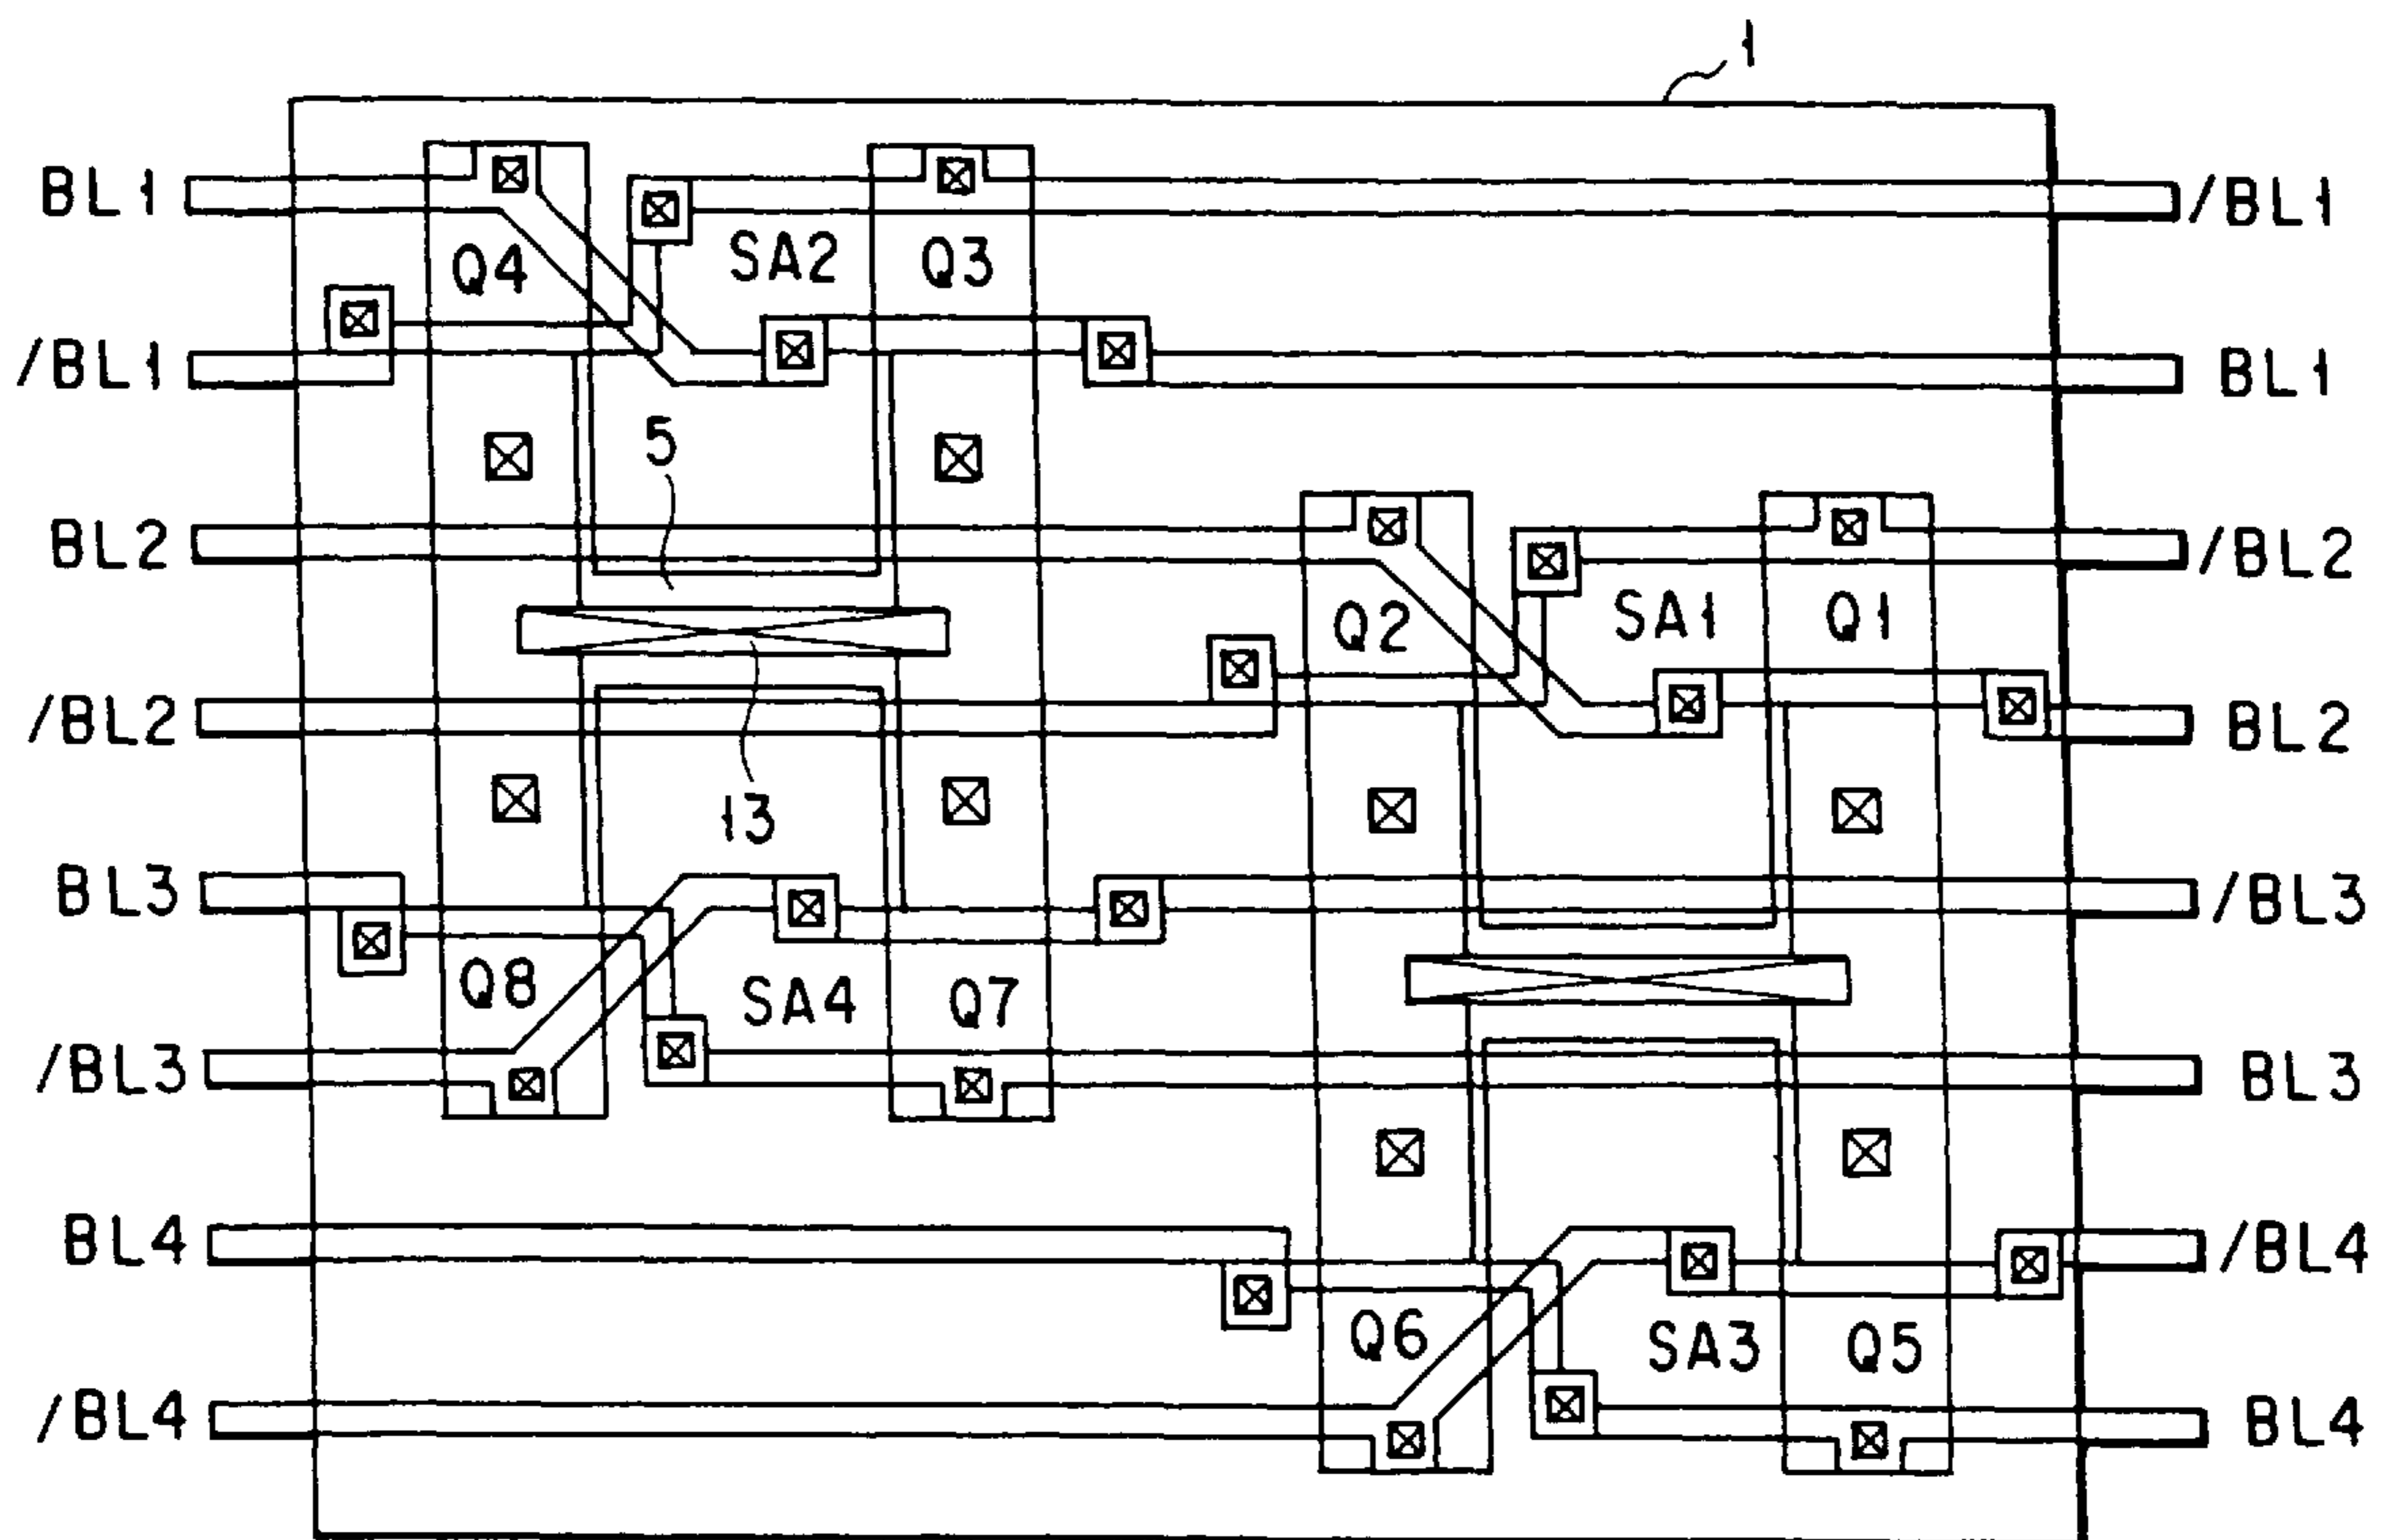 1
BL1 /BL1
Q4 SA2 Q3
/BL1 BL1
5
BL2 /BL2
Q2 SA1 Q1
/BL2 BL2
13
BL3 /BL3
Q8 SA4 Q7
/BL3 BL3
BL4 /BL4
Q6 SA3 Q5
/BL4 BL4